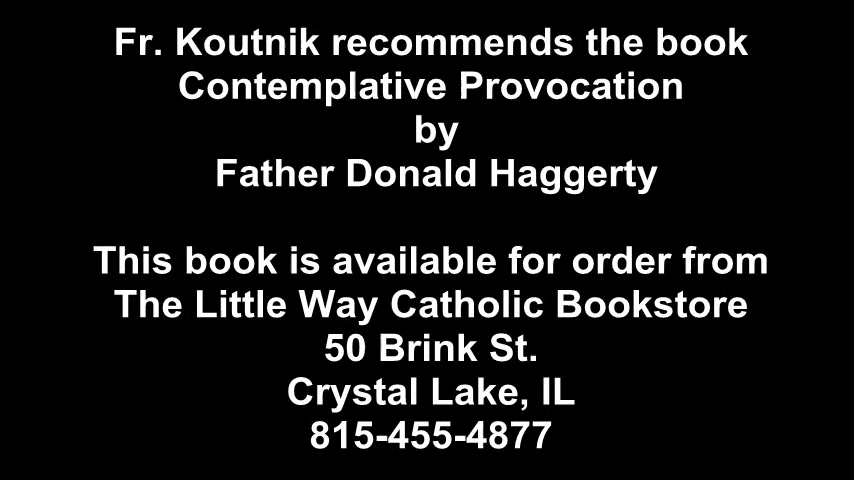 Fr. Koutnik recommends the book
Contemplative Provocation
by
Father Donald Haggerty
This book is available for order from
The Little Way Catholic Bookstore
50 Brink St.
Crystal Lake, IL
815-455-4877